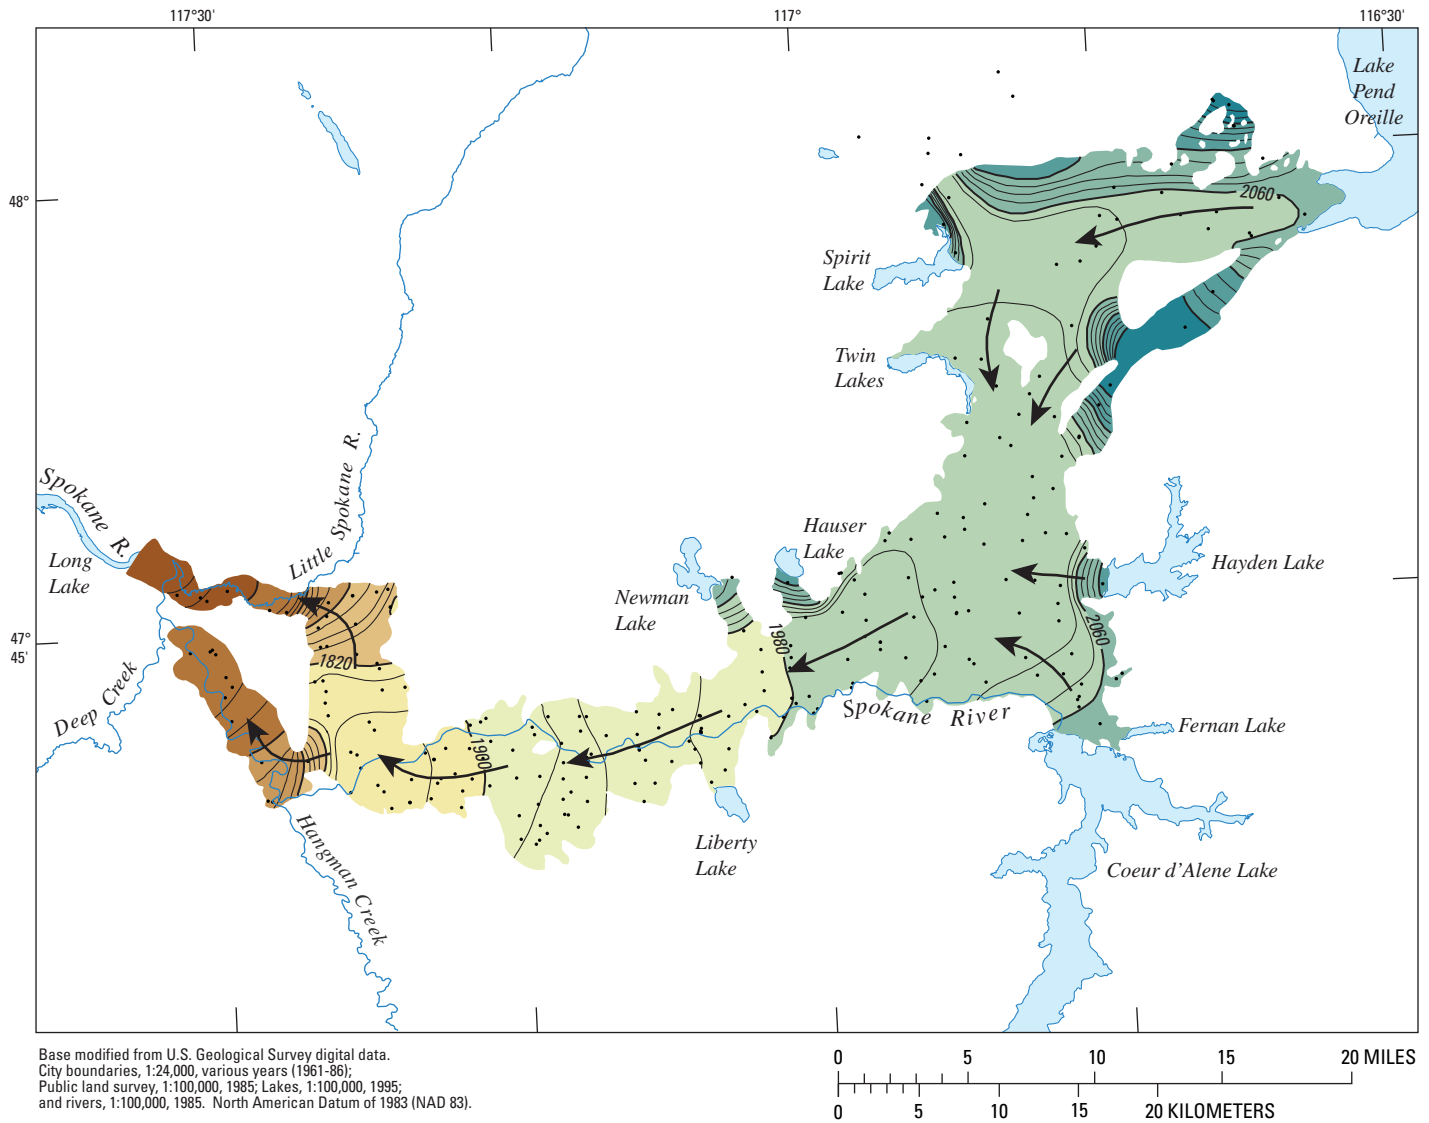 117°30'
117°
116°30'
Lake
Pend
Oreille
48°
2060
Spirit
Lake
Twin
Lakes
Spokane R.
Little Spokane R.
Long
Lake
Hauser
Lake
Hayden Lake
Newman
Lake
1980
2060
47°
45'
1820
Deep Creek
Spokane River
Fernan Lake
1900
Hangman Creek
Liberty
Lake
Coeur d'Alene Lake
Base modified from U.S. Geological Survey digital data.
City boundaries, 1:24,000, various years (1961-86);
Public land survey, 1:100,000, 1985; Lakes, 1:100,000, 1995;
and rivers, 1:100,000, 1985. North American Datum of 1983 (NAD 83).
0 5 10 15 20 MILES
0 5 10 15 20 KILOMETERS